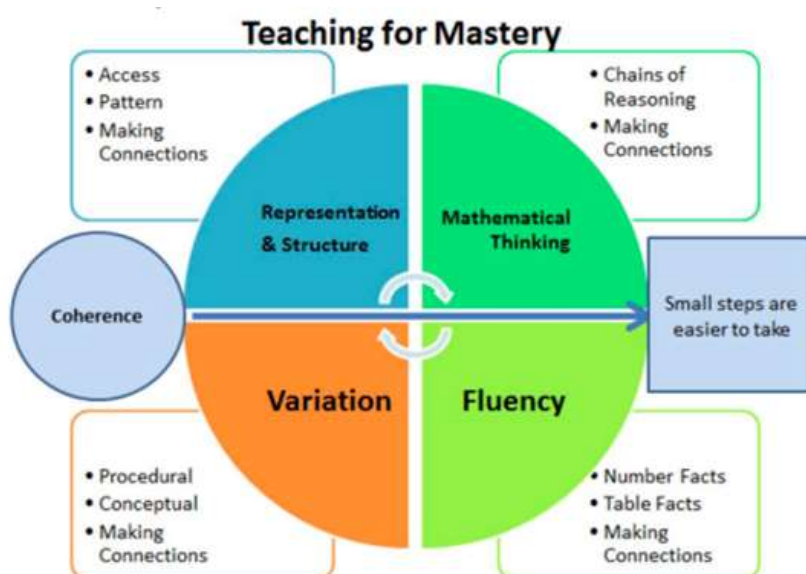 Teaching for Mastery
• Access
• Pattern
• Making
Connections
• Chains of
Reasoning
• Making
Connections
Representation
& Structure
Mathematical
Thinking
Coherence
Small steps are
easier to take
Variation
Fluency
• Procedural
• Conceptual
• Making
Connections
• Number Facts
• Table Facts
• Making
Connections